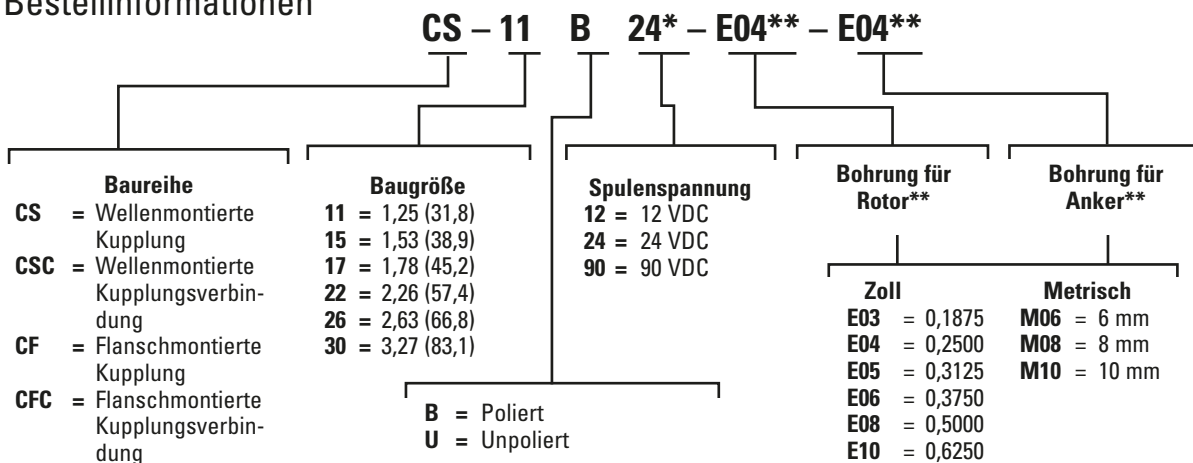 Bestellinformationen
CS – 11 B 24* – E04** – E04**
Baureihe
CS = Wellenmontierte
Kupplung
CSC = Wellenmontierte
Kupplungsverbin-
dung
CF = Flanschmontierte
Kupplung
CFC = Flanschmontierte
Kupplungsverbin-
dung
Baugröße
11 = 1,25 (31,8)
15 = 1,53 (38,9)
17 = 1,78 (45,2)
22 = 2,26 (57,4)
26 = 2,63 (66,8)
30 = 3,27 (83,1)
B = Poliert
U = Unpoliert
Spulenspannung
12 = 12 VDC
24 = 24 VDC
90 = 90 VDC
Bohrung für
Rotor**
Bohrung für
Anker**
Zoll
E03 = 0,1875
E04 = 0,2500
E05 = 0,3125
E06 = 0,3750
E08 = 0,5000
E10 = 0,6250
Metrisch
M06 = 6 mm
M08 = 8 mm
M10 = 10 mm